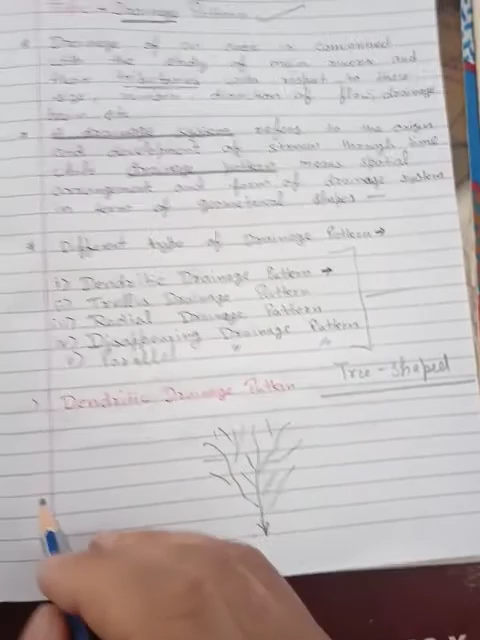 - Drainage Pattern
Drainage of an area is concerned
with the study of main rivers and
their tributaries with respect to their
size, number, direction of flow, drainage
A drainage system refers to the origin
and development of streams through time
while drainage pattern means spatial
arrangement and form of drainage system
in term of geometrical shapes -
* Different type of Drainage Pattern →
i) Dendritic Drainage Pattern →
ii) Trellis Drainage Pattern
iii) Radial Drainage Pattern
iv) Disappearing Drainage Pattern
v) Parallel " "
Tree-Shaped
) Dendritic Drainage Pattern